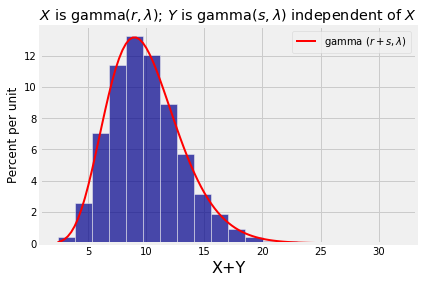 X is gamma(r, λ); Y is gamma(s, λ) independent of X
gamma (r + s, λ)
Percent per unit
12
10
8
6
4
2
0
5 10 15 20 25 30
X+Y